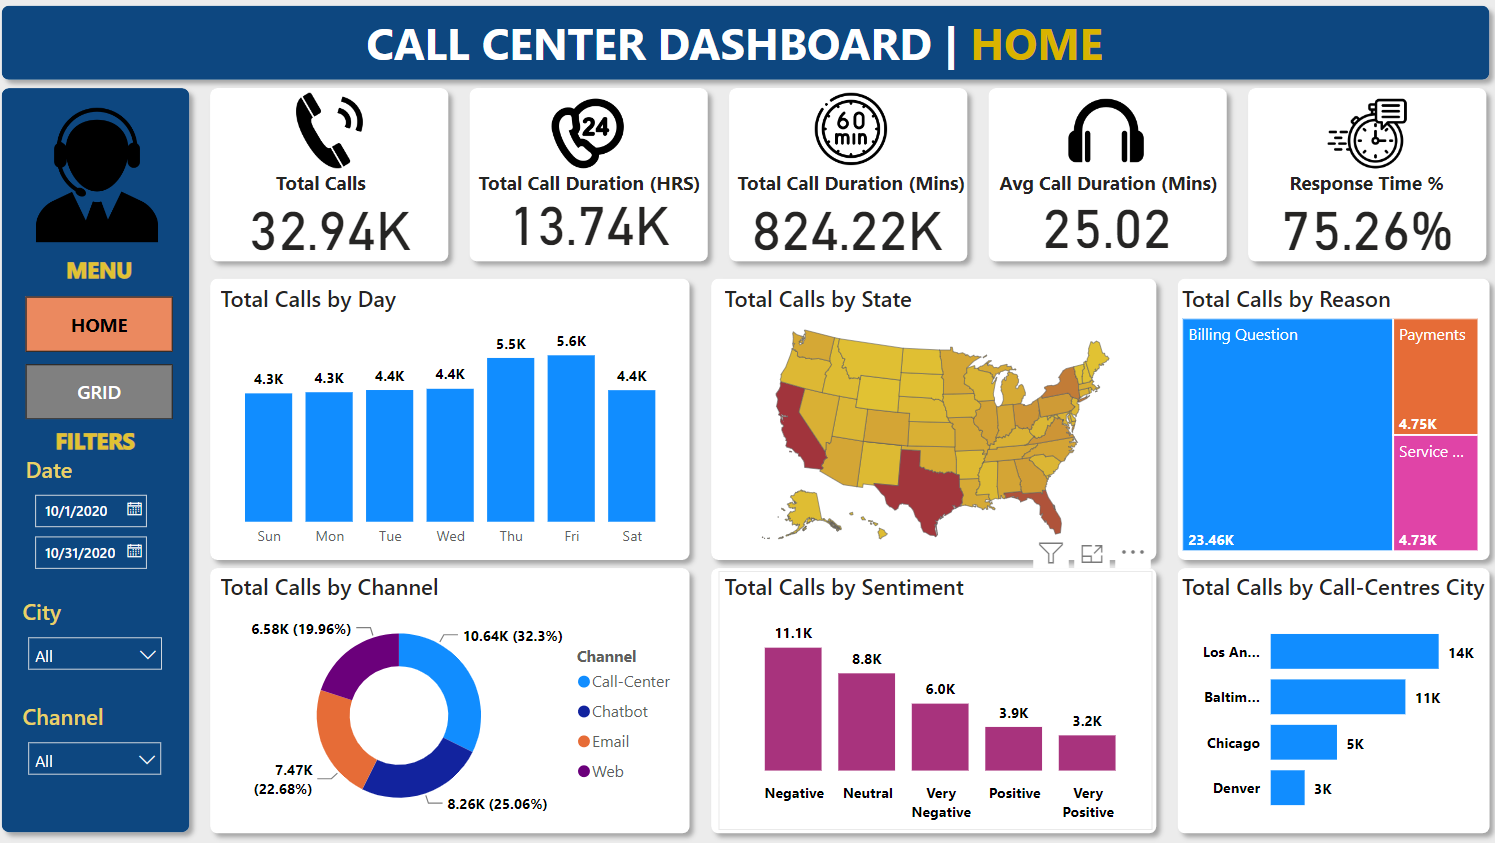 CALL CENTER DASHBOARD | HOME
MENU
HOME
GRID
FILTERS
Date
10/1/2020
10/31/2020
City
All
Channel
All
Total Calls
32.94K
24
Total Call Duration (HRS)
13.74K
60
min
Total Call Duration (Mins)
824.22K
Avg Call Duration (Mins)
25.02
Response Time %
75.26%
Total Calls by Day
4.3K
4.3K
4.4K
4.4K
5.5K
5.6K
4.4K
Sun
Mon
Tue
Wed
Thu
Fri
Sat
Total Calls by State
Total Calls by Reason
Billing Question
23.46K
Payments
4.75K
Service ...
4.73K
Total Calls by Channel
6.58K (19.96%)
10.64K (32.3%)
7.47K
(22.68%)
8.26K (25.06%)
Channel
Call-Center
Chatbot
Email
Web
Total Calls by Sentiment
11.1K
8.8K
6.0K
3.9K
3.2K
Negative
Neutral
Very
Negative
Positive
Very
Positive
Total Calls by Call-Centres City
Los An...
14K
Baltim...
11K
Chicago
5K
Denver
3K